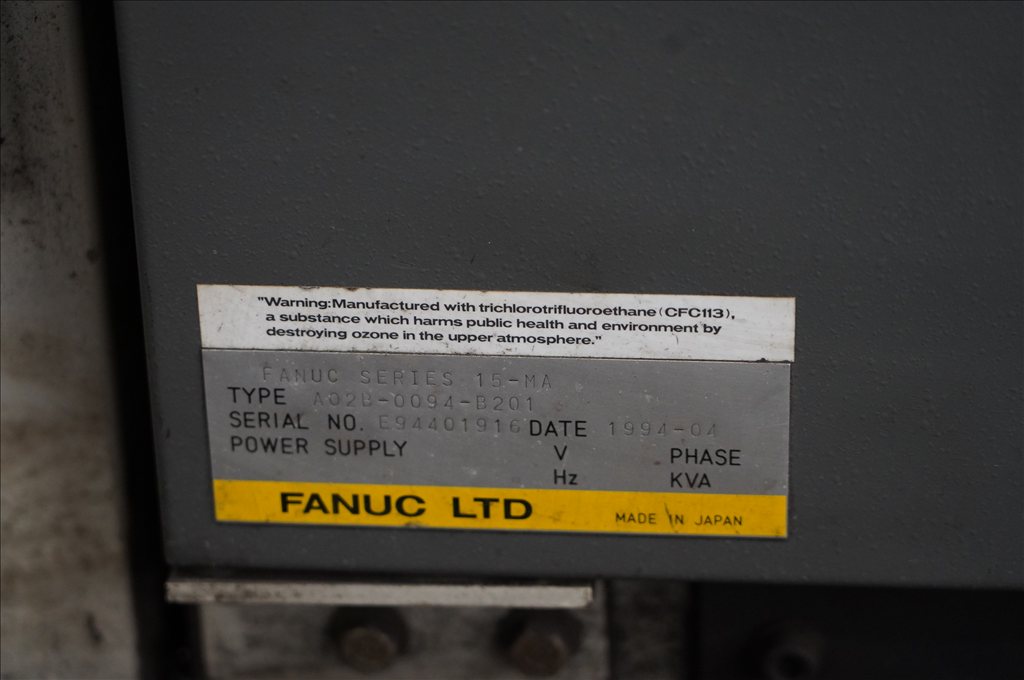 "Warning:Manufactured with trichlorotrifluoroethane (CFC113),
a substance which harms public health and environment by
destroying ozone in the upper atmosphere."
FANUC SERIES 15-MA
TYPE A02B-0094-B201
SERIAL NO. E94401916 DATE 1994-04
POWER SUPPLY V PHASE
Hz KVA
FANUC LTD MADE IN JAPAN